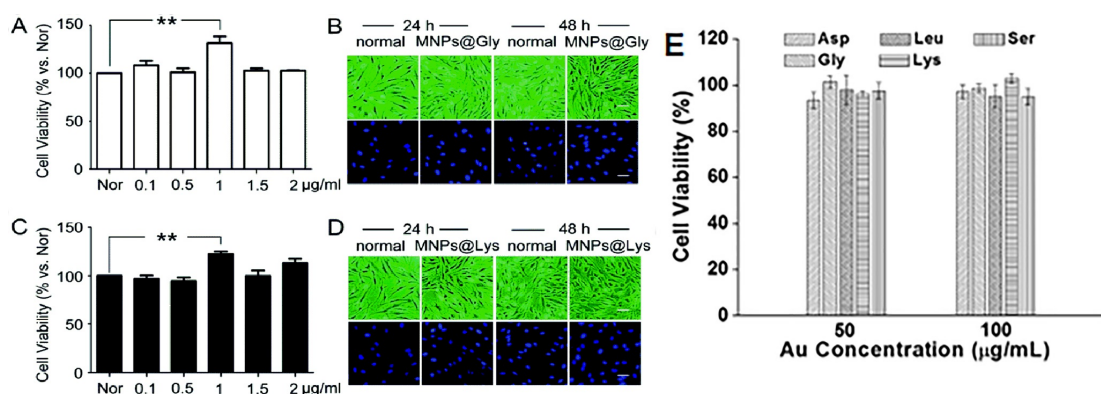 A
Cell Viability (% vs. Nor)
150
100
50
0
**
Nor 0.1 0.5 1 1.5 2 µg/ml
B
24 h 48 h
normal MNPs@Gly normal MNPs@Gly
C
Cell Viability (% vs. Nor)
150
100
50
0
**
Nor 0.1 0.5 1 1.5 2 µg/ml
D
24 h 48 h
normal MNPs@Lys normal MNPs@Lys
E
Cell Viability (%)
120
100
80
60
40
20
0
Asp Leu Ser
Gly Lys
50 100
Au Concentration (µg/mL)